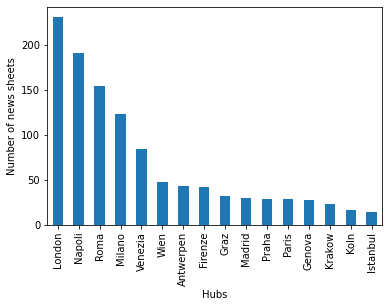 Number of news sheets
200
150
100
50
0
London
Napoli
Roma
Milano
Venezia
Wien
Antwerpen
Firenze
Graz
Madrid
Praha
Paris
Genova
Krakow
Koln
Istanbul
Hubs